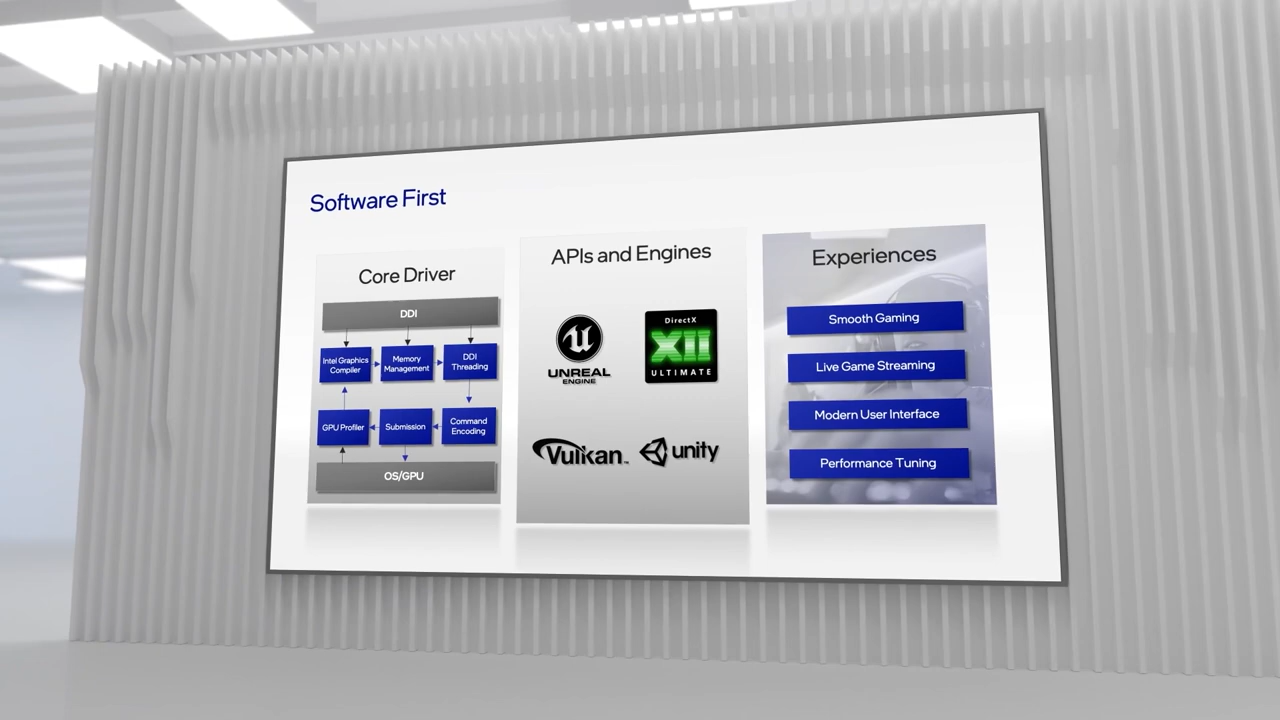 Software First
Core Driver
DDI
Intel Graphics
Compiler
Memory
Management
DDI
Threading
GPU Profiler
Submission
Command
Encoding
OS/GPU
APIs and Engines
UNREAL
ENGINE
DirectX
XII
ULTIMATE
Vulkan™
unity
Experiences
Smooth Gaming
Live Game Streaming
Modern User Interface
Performance Tuning